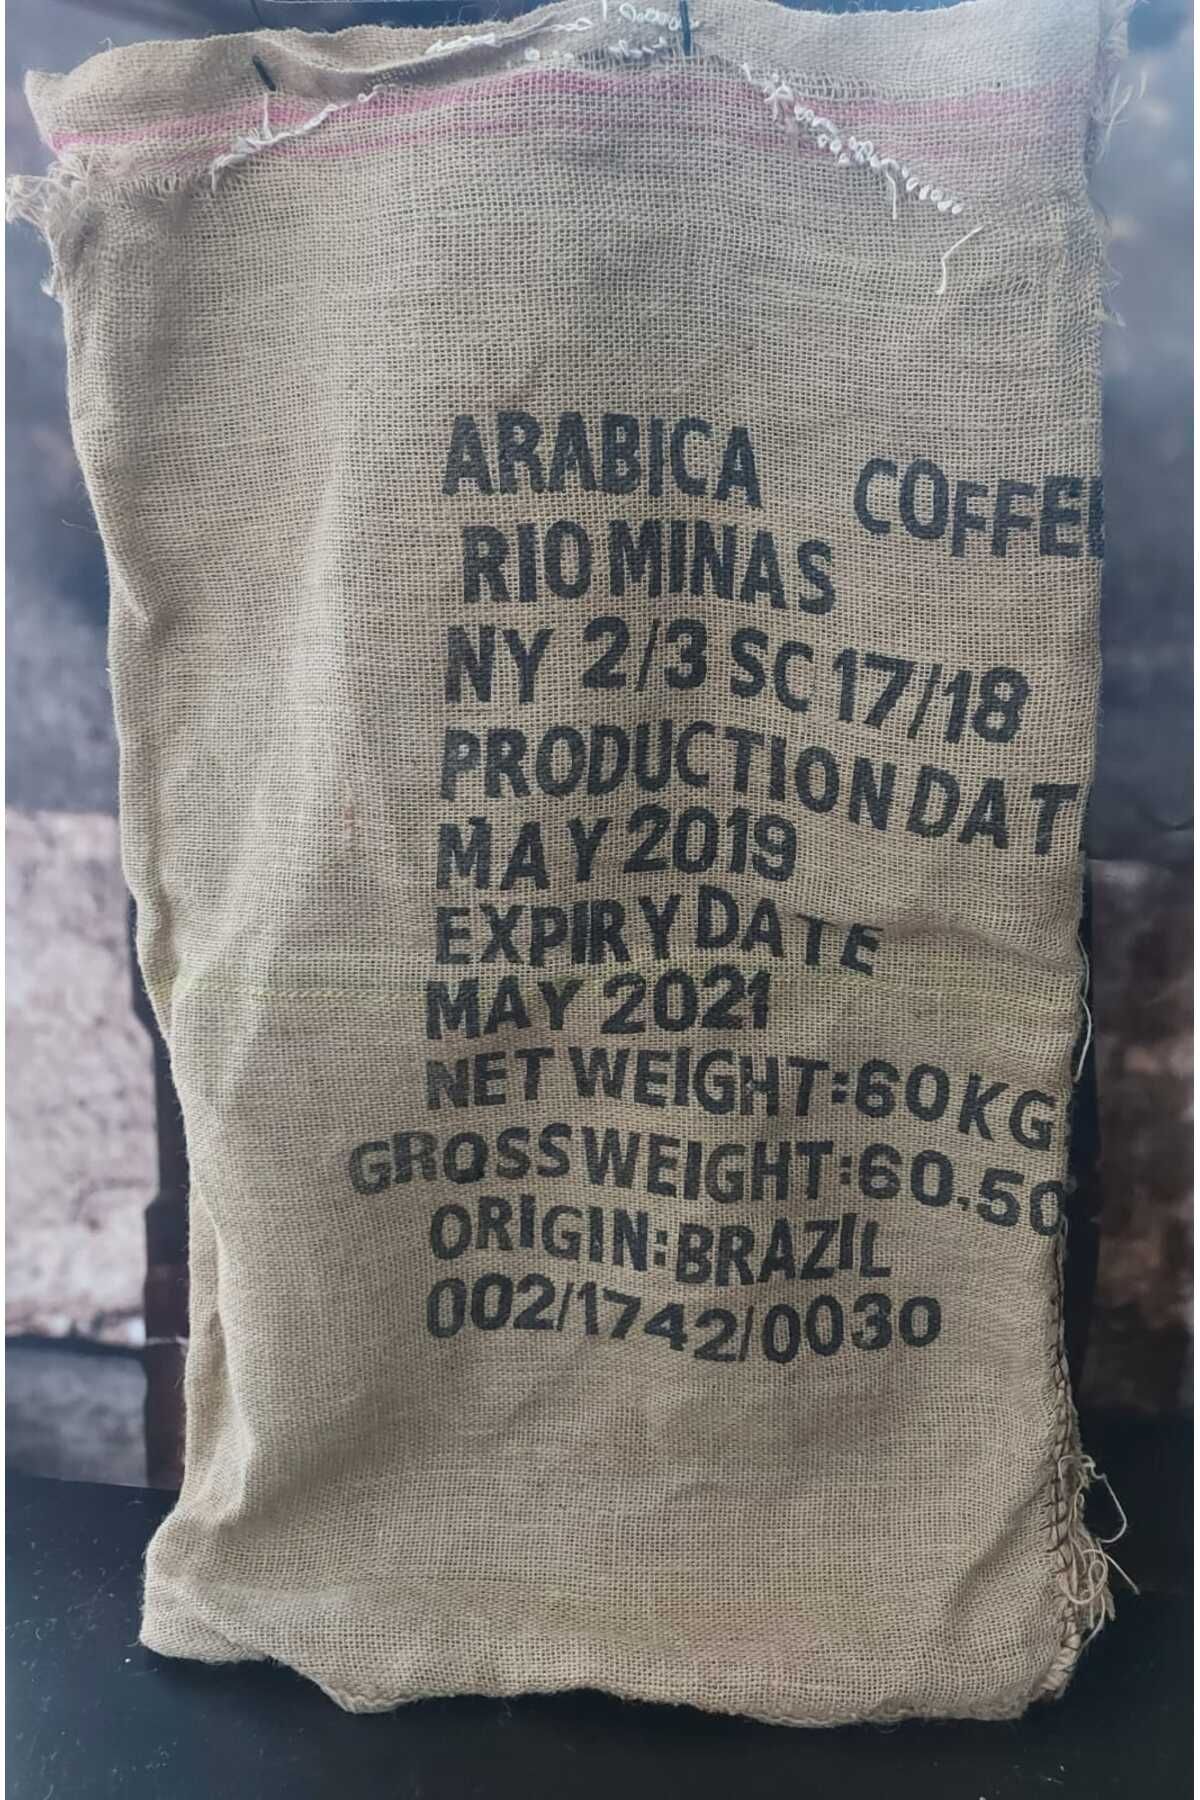 ARABICA COFFEE
RIO MINAS
NY 2/3 SC 17/18
PRODUCTION DAT
MAY 2019
EXPIRY DATE
MAY 2021
NET WEIGHT:60KG
GROSS WEIGHT:60.50
ORIGIN:BRAZIL
002/1742/0030